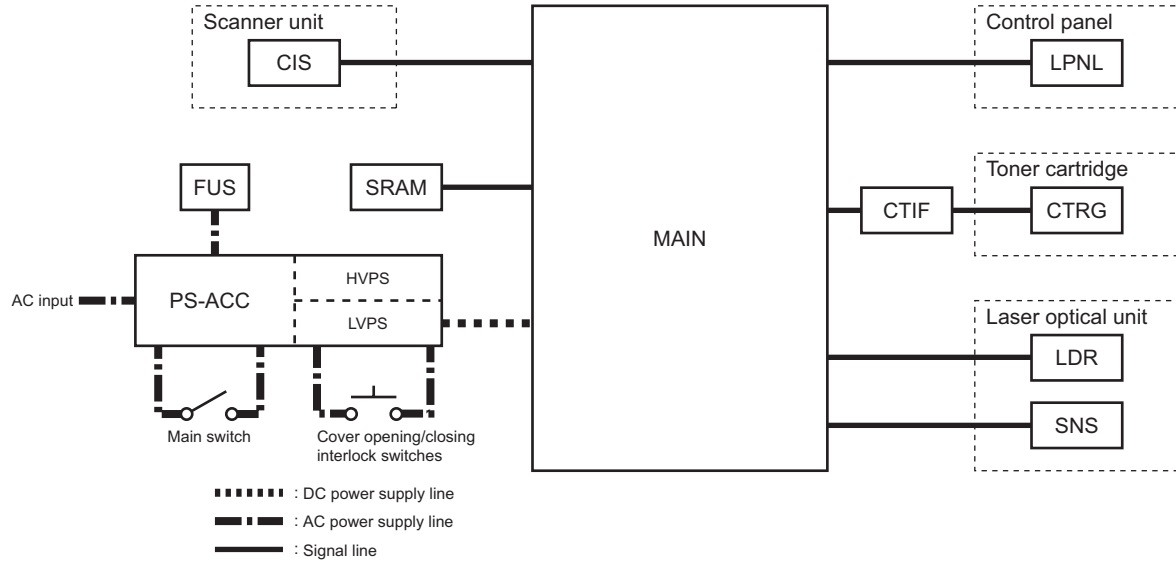 Scanner unit
CIS
Control panel
LPNL
FUS
SRAM
MAIN
Toner cartridge
CTIF
CTRG
AC input
PS-ACC
HVPS
LVPS
Laser optical unit
LDR
SNS
Main switch
Cover opening/closing
interlock switches
: DC power supply line
: AC power supply line
: Signal line